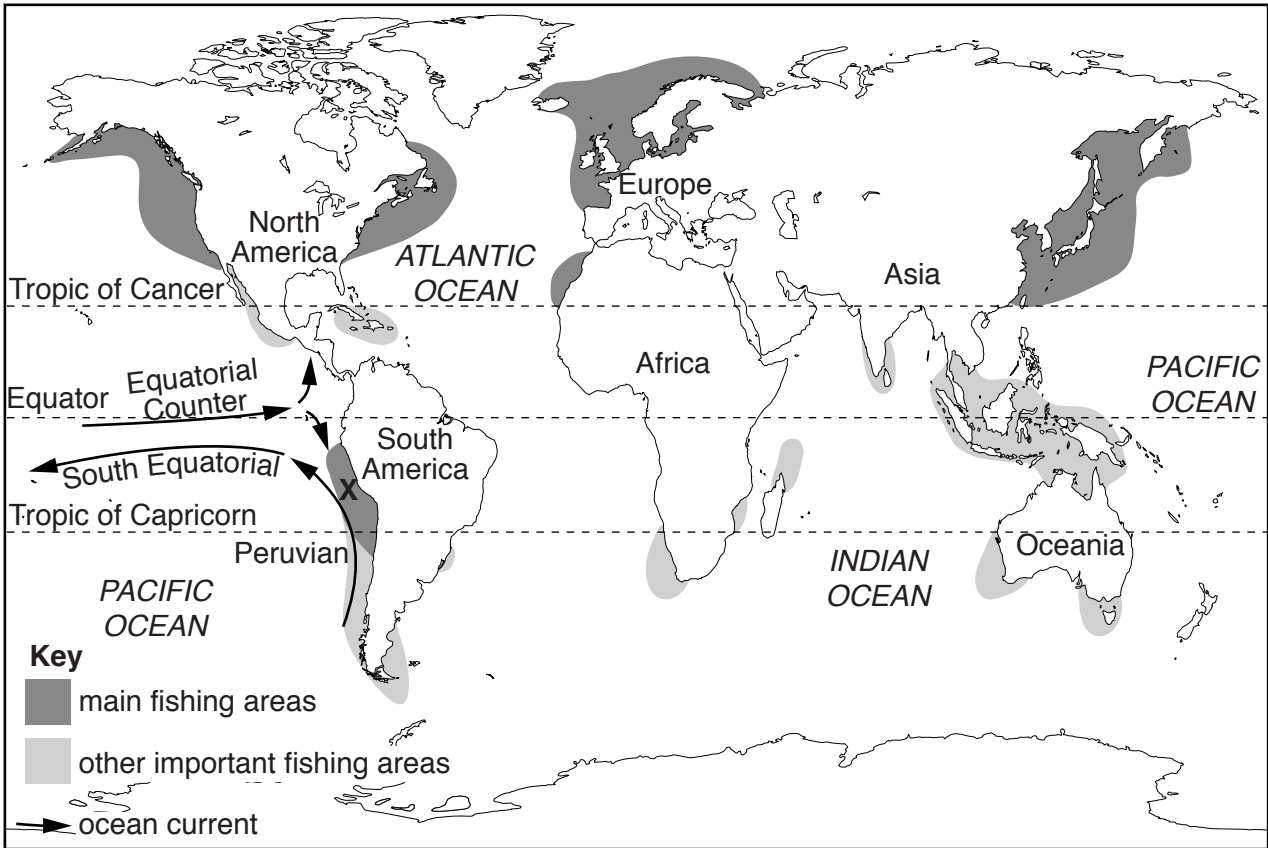 North
America
Europe
ATLANTIC
OCEAN
Asia
Tropic of Cancer
Africa
PACIFIC
OCEAN
Equatorial
Counter
Equator
South
America
South Equatorial
X
Tropic of Capricorn
Peruvian
INDIAN
OCEAN
Oceania
PACIFIC
OCEAN
Key
main fishing areas
other important fishing areas
ocean current